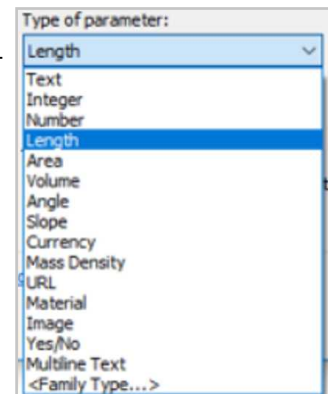 Type of parameter:
Length
Text
Integer
Number
Length
Area
Volume
Angle
Slope
Currency
Mass Density
URL
Material
Image
Yes/No
Multiline Text
<Family Type...>